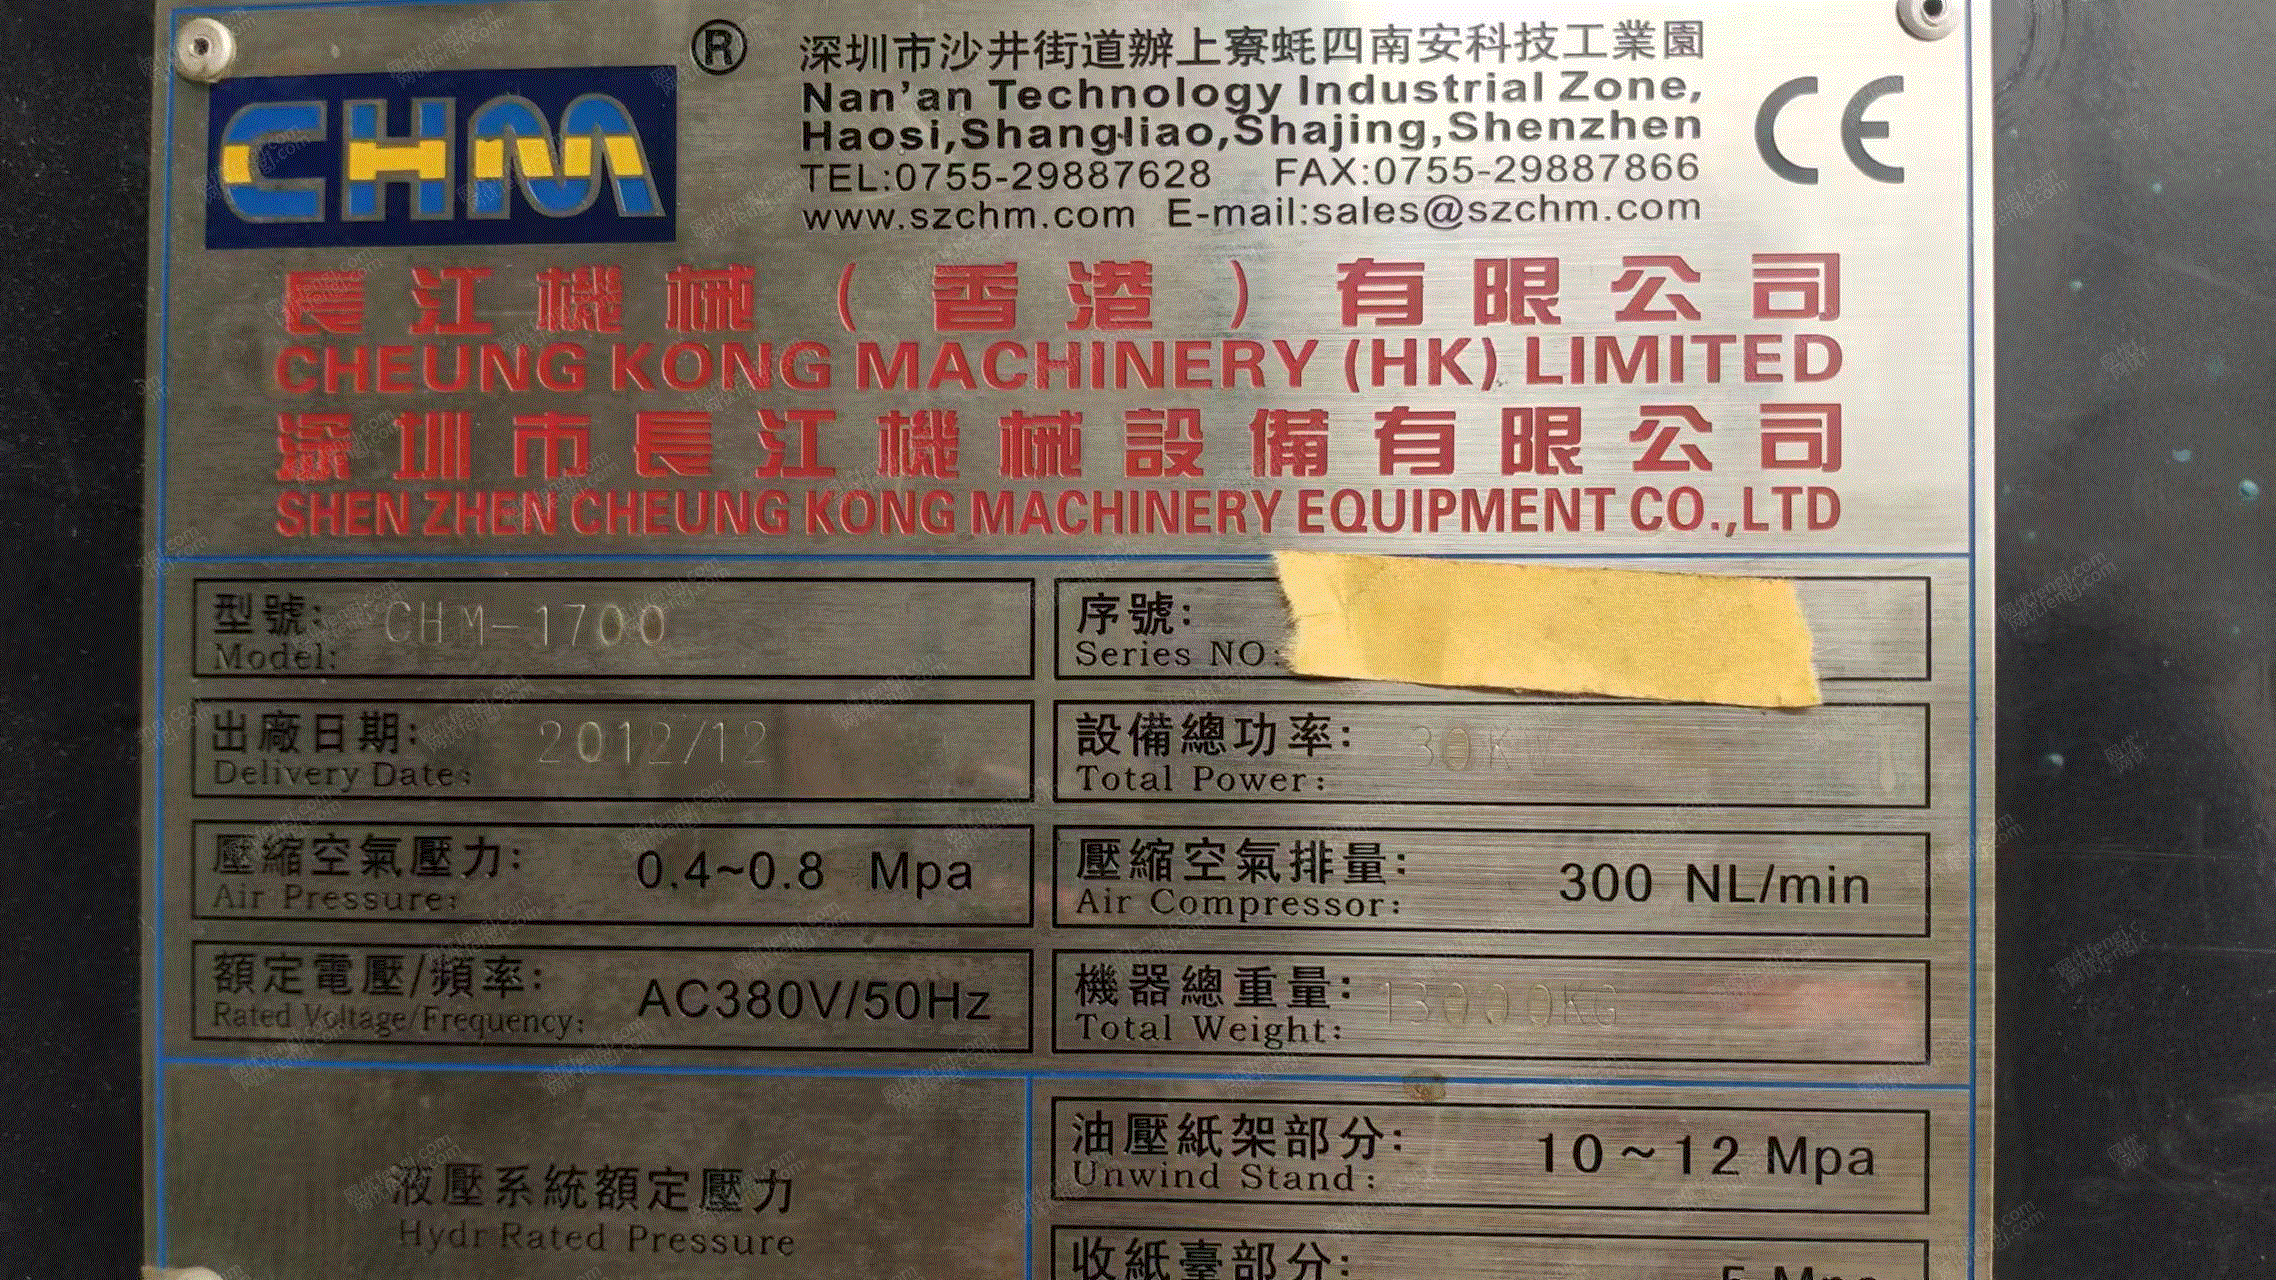 CHM ®
深圳市沙井街道辦上寮蚝四南安科技工業園
Nan'an Technology Industrial Zone,
Haosi,Shangliao,Shajing,Shenzhen
TEL:0755-29887628 FAX:0755-29887866
www.szchm.com E-mail:sales@szchm.com
CE
長江機械(香港)有限公司
CHEUNG KONG MACHINERY (HK) LIMITED
深圳市長江機械設備有限公司
SHEN ZHEN CHEUNG KONG MACHINERY EQUIPMENT CO.,LTD
型號: CHM-1700
Model:
序號:
Series NO:
出廠日期: 2012/12
Delivery Date:
設備總功率: 30KW
Total Power:
壓縮空氣壓力: 0.4~0.8 Mpa
Air Pressure:
壓縮空氣排量: 300 NL/min
Air Compressor:
額定電壓/頻率: AC380V/50Hz
Rated Voltage/Frequency:
機器總重量: 13000KG
Total Weight:
液壓系統額定壓力
Hydr Rated Pressure
油壓紙架部分: 10~12 Mpa
Unwind Stand:
收紙臺部分: 5 Mpa